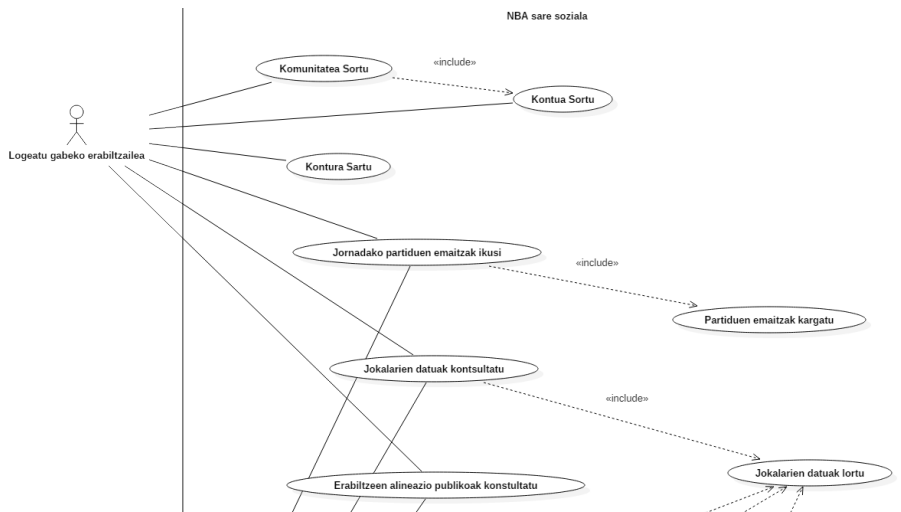 NBA sare soziala
Komunitatea Sortu
«include»
Kontua Sortu
Logeatu gabeko erabiltzailea
Kontura Sartu
Jornadako partiduen emaitzak ikusi
«include»
Partiduen emaitzak kargatu
Jokalarien datuak kontsultatu
«include»
Jokalarien datuak lortu
Erabiltzeen alineazio publikoak konstultatu